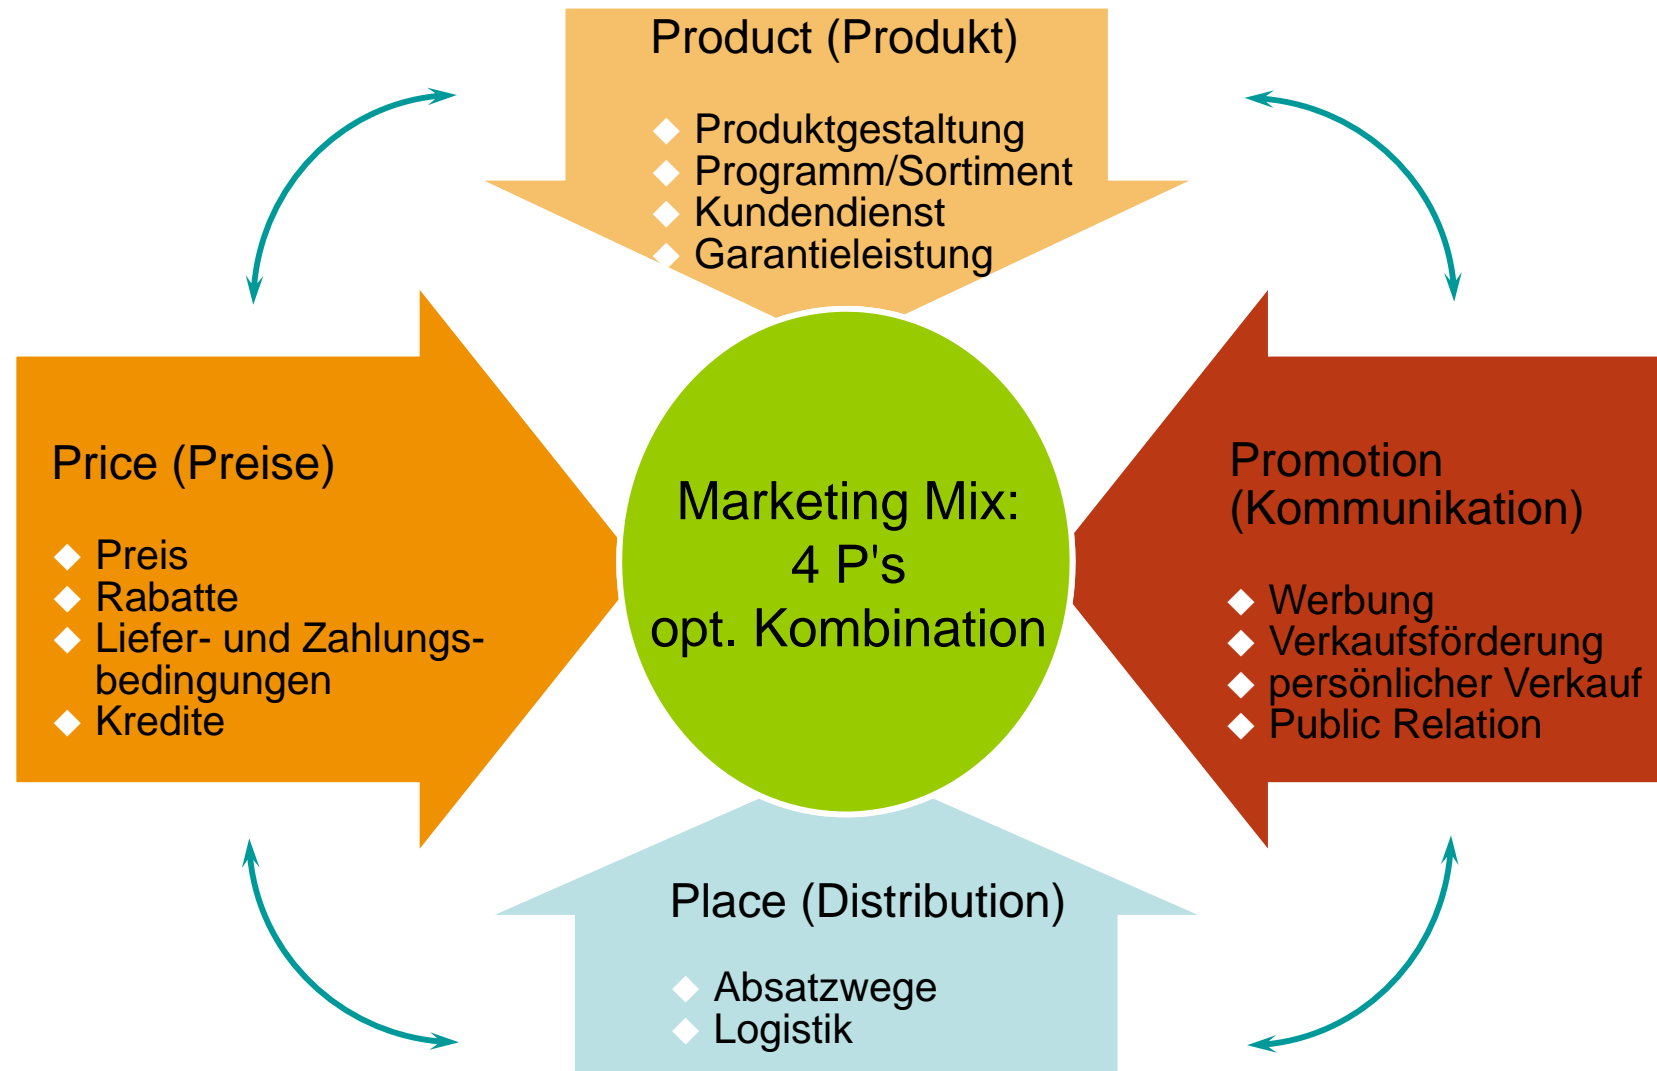 Product (Produkt)
Produktgestaltung
Programm/Sortiment
Kundendienst
Garantieleistung
Price (Preise)
Preis
Rabatte
Liefer- und Zahlungs-
bedingungen
Kredite
Marketing Mix:
4 P's
opt. Kombination
Promotion
(Kommunikation)
Werbung
Verkaufsförderung
persönlicher Verkauf
Public Relation
Place (Distribution)
Absatzwege
Logistik